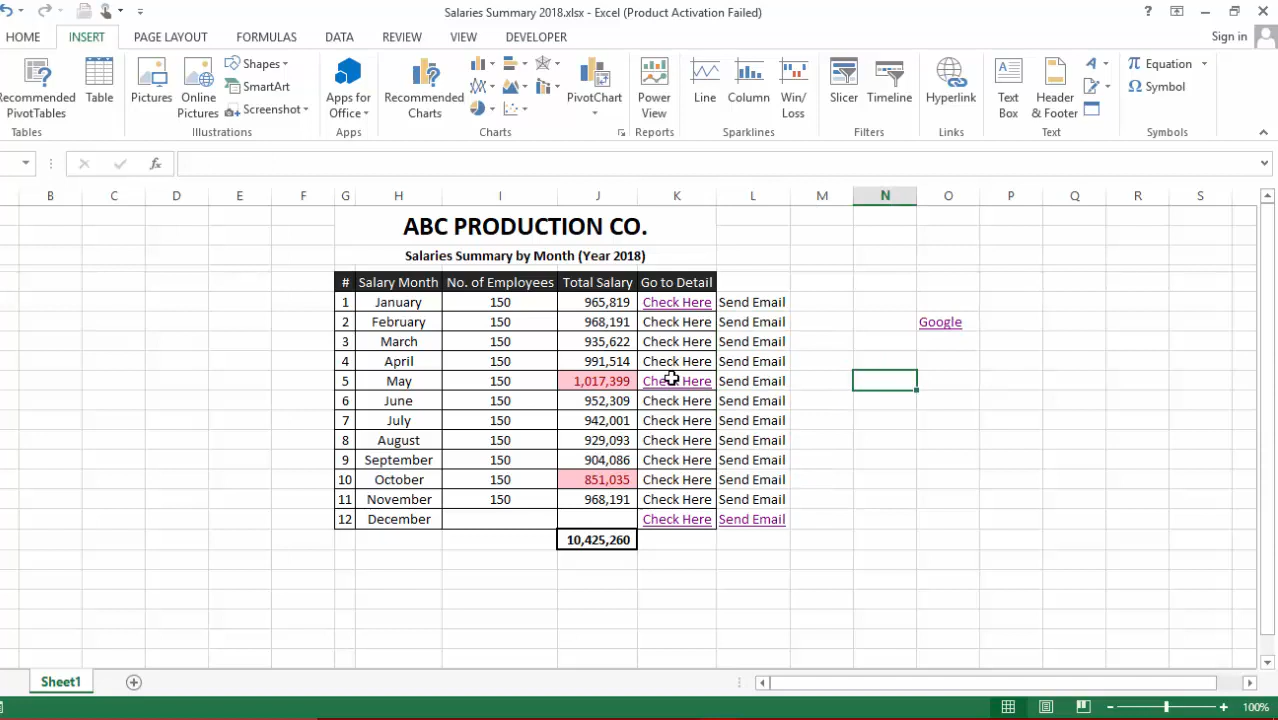 Salaries Summary 2018.xlsx - Excel (Product Activation Failed)
?
HOME INSERT PAGE LAYOUT FORMULAS DATA REVIEW VIEW DEVELOPER Sign in
Recommended PivotTables
Table
Pictures
Online Pictures
Shapes
SmartArt
Screenshot
Apps for Office
Recommended Charts
PivotChart
Power View
Line
Column
Win/ Loss
Slicer
Timeline
Hyperlink
Text Box
Header & Footer
Equation
Symbol
Tables Illustrations Apps Charts Reports Sparklines Filters Links Text Symbols
fx
B C D E F G H I J K L M N O P Q R S
ABC PRODUCTION CO.
Salaries Summary by Month (Year 2018)
# Salary Month No. of Employees Total Salary Go to Detail
1 January 150 965,819 Check Here Send Email
2 February 150 968,191 Check Here Send Email Google
3 March 150 935,622 Check Here Send Email
4 April 150 991,514 Check Here Send Email
5 May 150 1,017,399 Check Here Send Email
6 June 150 952,309 Check Here Send Email
7 July 150 942,001 Check Here Send Email
8 August 150 929,093 Check Here Send Email
9 September 150 904,086 Check Here Send Email
10 October 150 851,035 Check Here Send Email
11 November 150 968,191 Check Here Send Email
12 December Check Here Send Email
10,425,260
Sheet1
100%